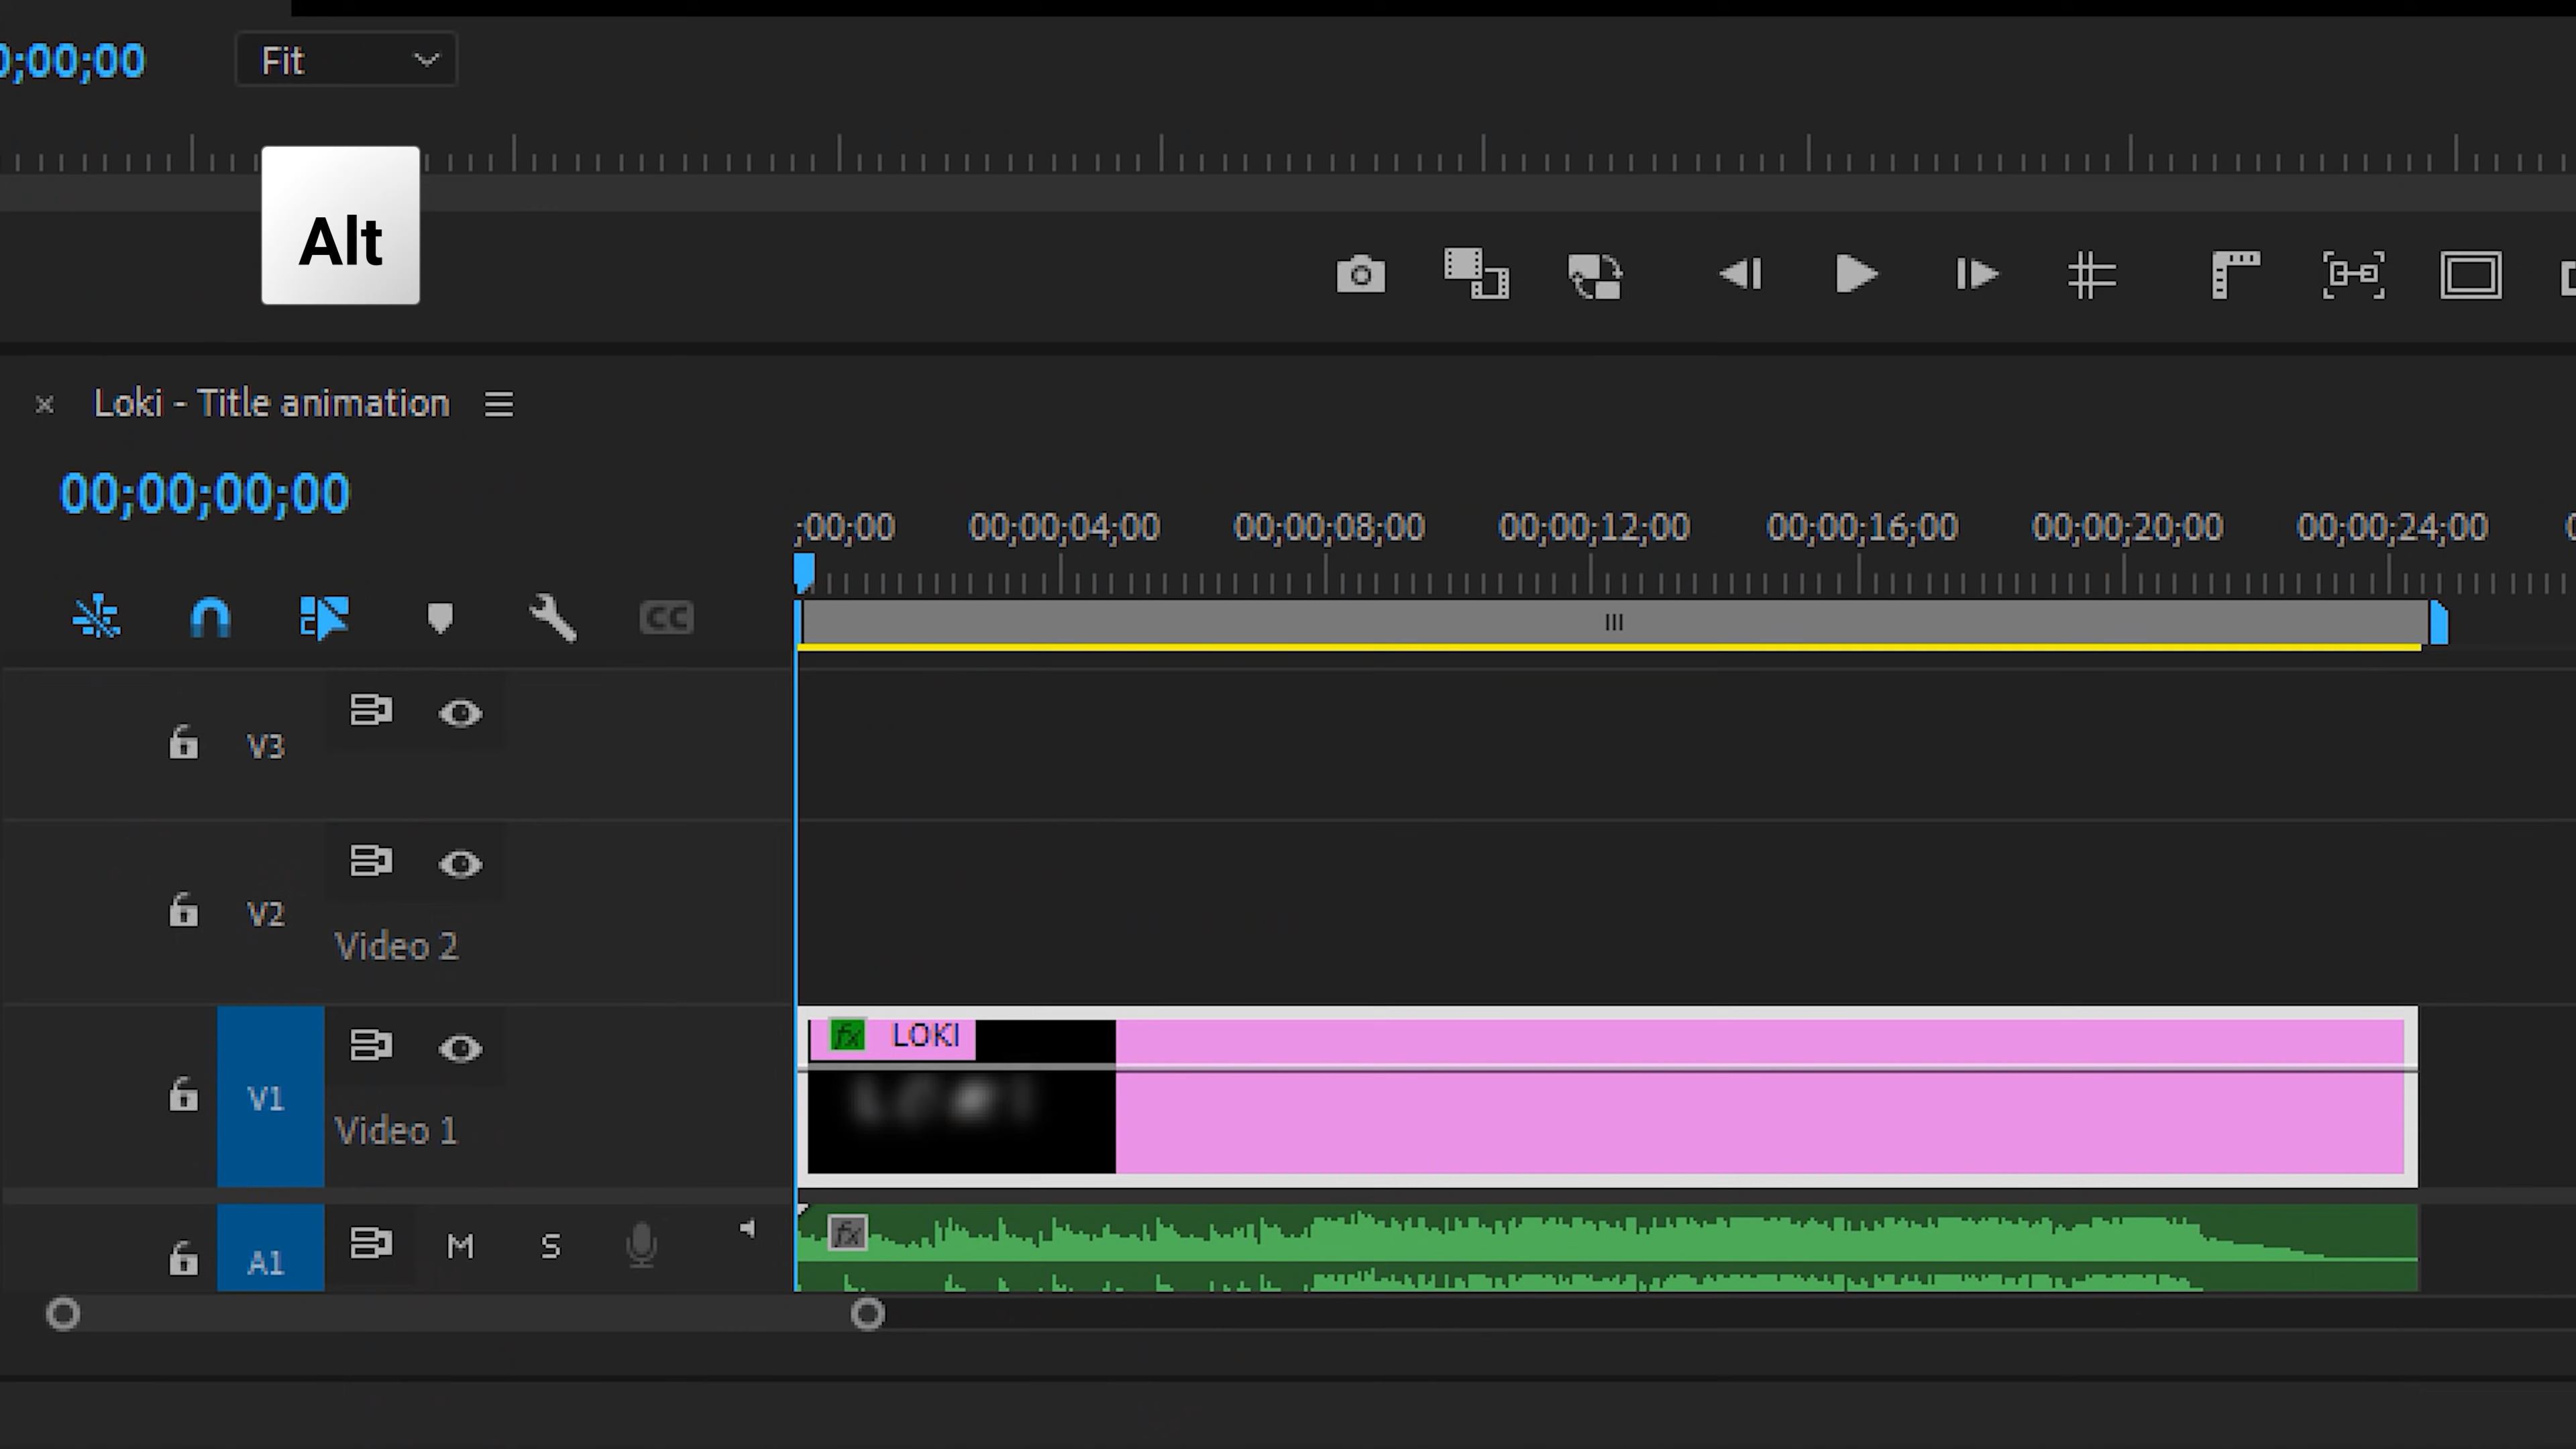 0;00;00
Fit
Alt
Loki - Title animation
00;00;00;00
;00;00
00;00;04;00
00;00;08;00
00;00;12;00
00;00;16;00
00;00;20;00
00;00;24;00
CC
V3
V2
Video 2
fx LOKI
V1
LOKI
Video 1
fx
A1 M S